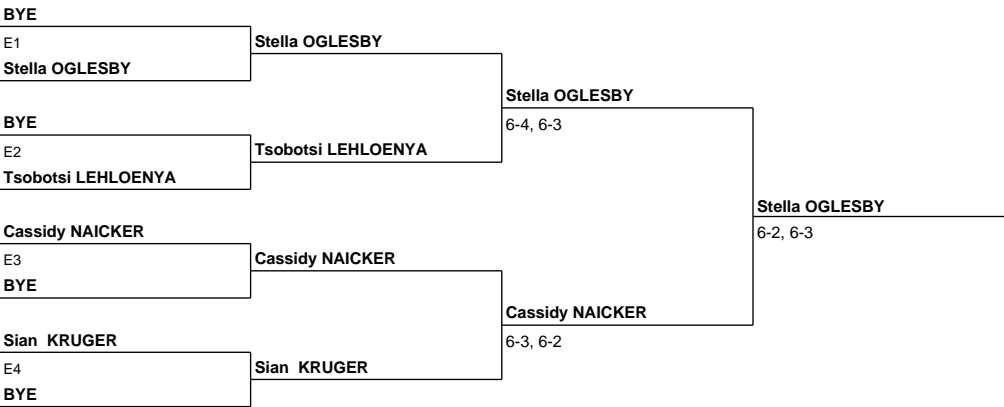 BYE
E1
Stella OGLESBY
Stella OGLESBY
BYE
E2
Tsobotsi LEHLOENYA
Tsobotsi LEHLOENYA
Stella OGLESBY
6-4, 6-3
Cassidy NAICKER
E3
BYE
Cassidy NAICKER
Sian KRUGER
E4
BYE
Sian KRUGER
Cassidy NAICKER
6-3, 6-2
Stella OGLESBY
6-2, 6-3